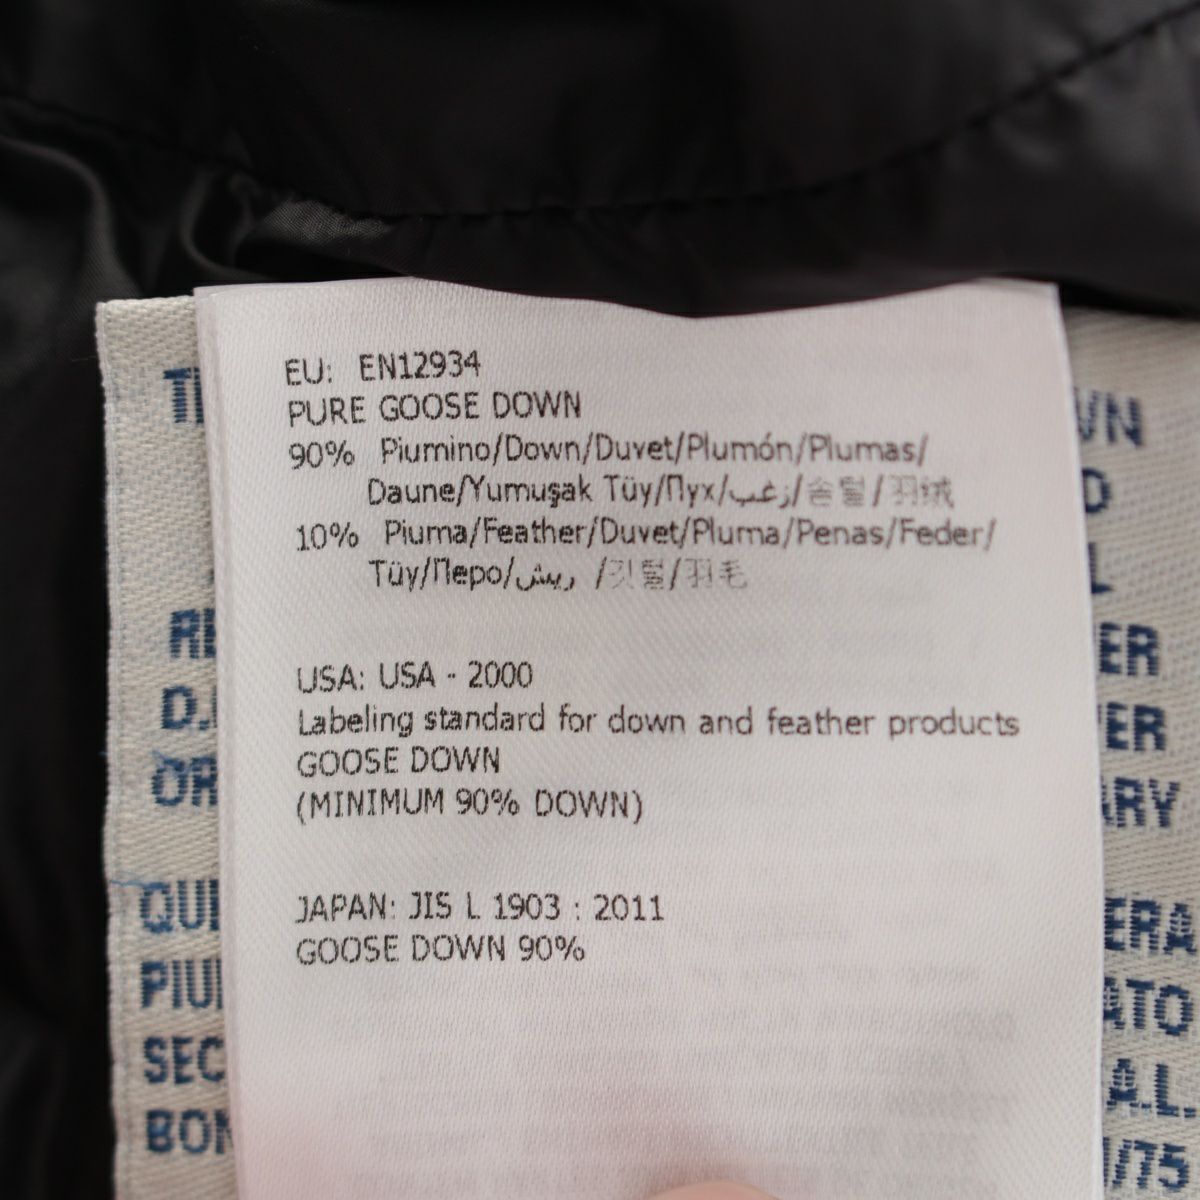 EU: EN12934
PURE GOOSE DOWN
90% Piumino/Down/Duvet/Plumón/Plumas/
Daune/Yumuşak Tüy/Пух/زغب/솜털/羽绒
10% Piuma/Feather/Duvet/Pluma/Penas/Feder/
Tüy/Перо/ريش /깃털/羽毛
USA: USA - 2000
Labeling standard for down and feather products
GOOSE DOWN
(MINIMUM 90% DOWN)
JAPAN: JIS L 1903 : 2011
GOOSE DOWN 90%